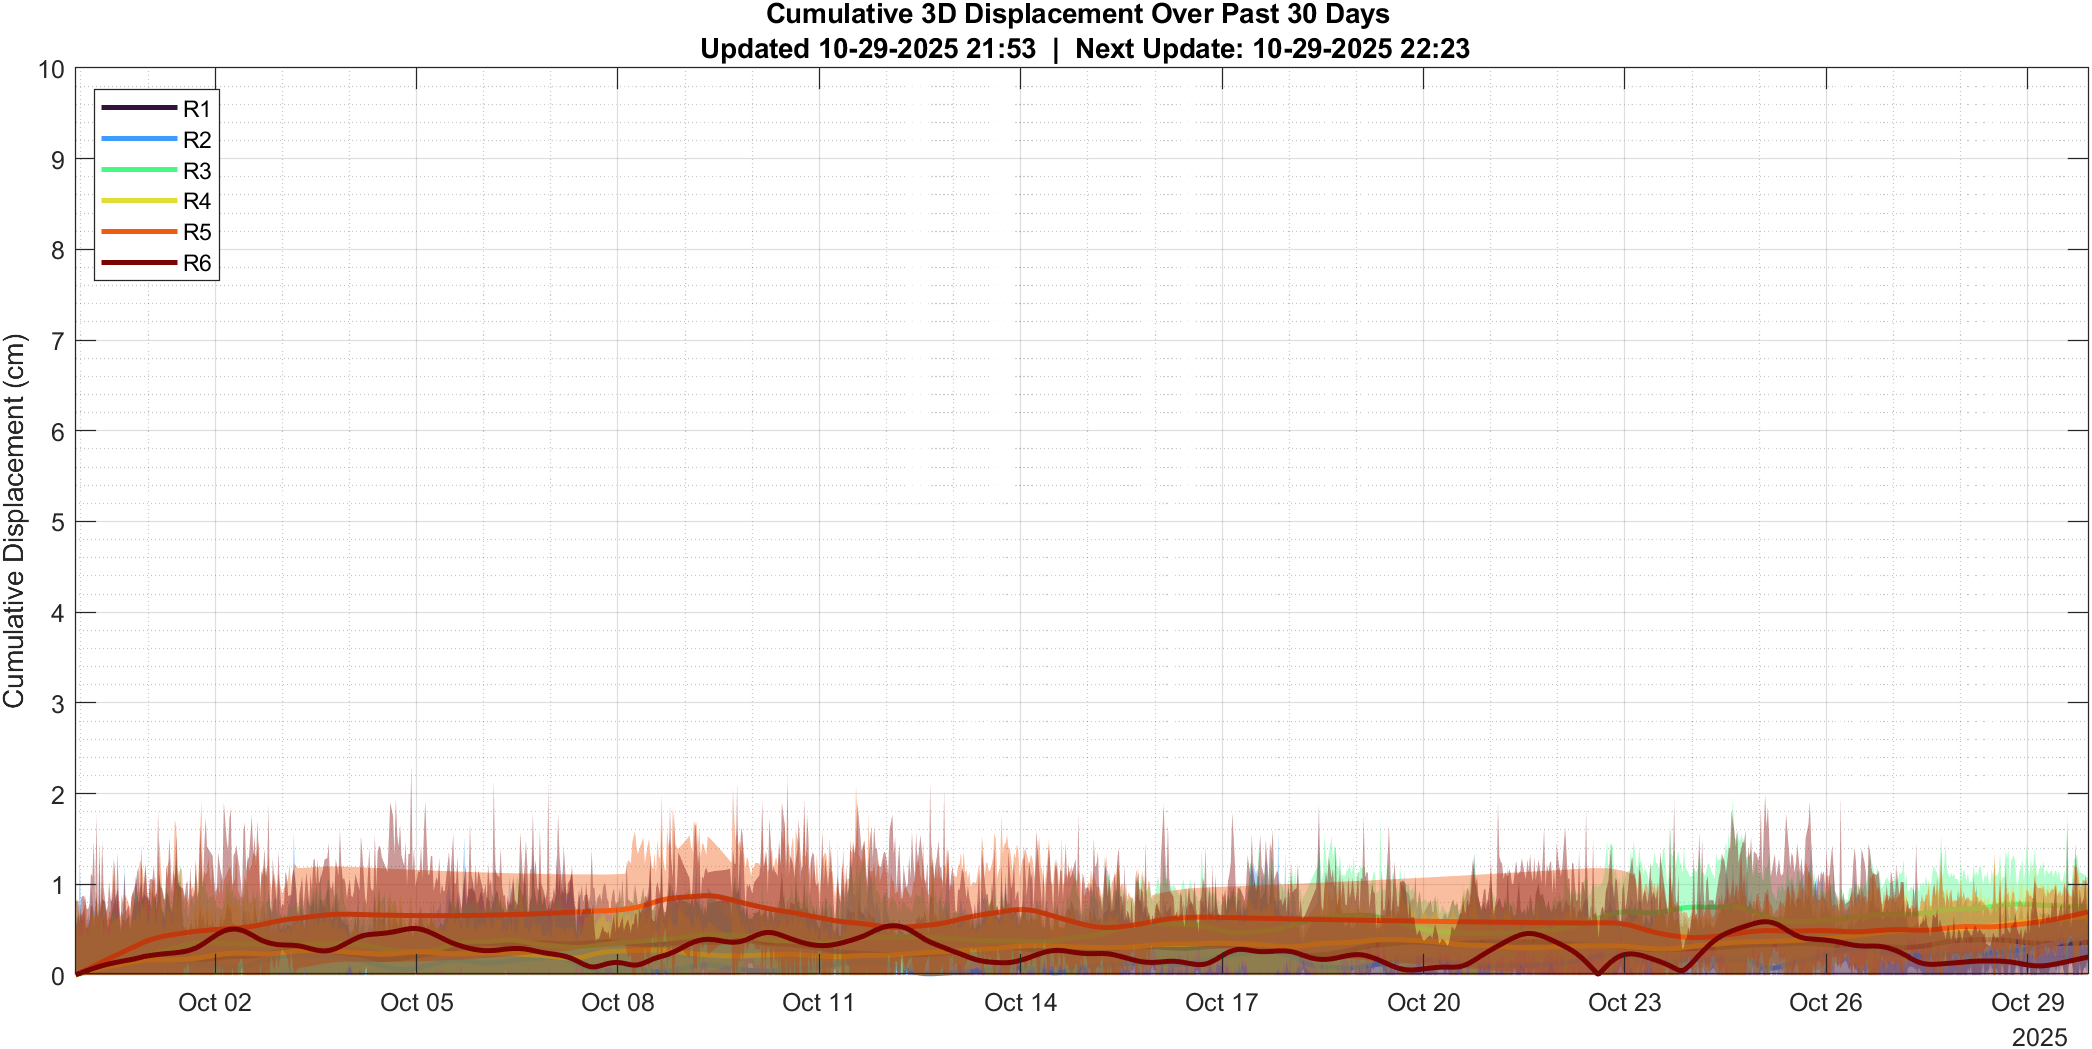 Cumulative 3D Displacement Over Past 30 Days
Updated 10-29-2025 21:53 | Next Update: 10-29-2025 22:23
Cumulative Displacement (cm)
10
9
8
7
6
5
4
3
2
1
0
R1
R2
R3
R4
R5
R6
Oct 02
Oct 05
Oct 08
Oct 11
Oct 14
Oct 17
Oct 20
Oct 23
Oct 26
Oct 29
2025